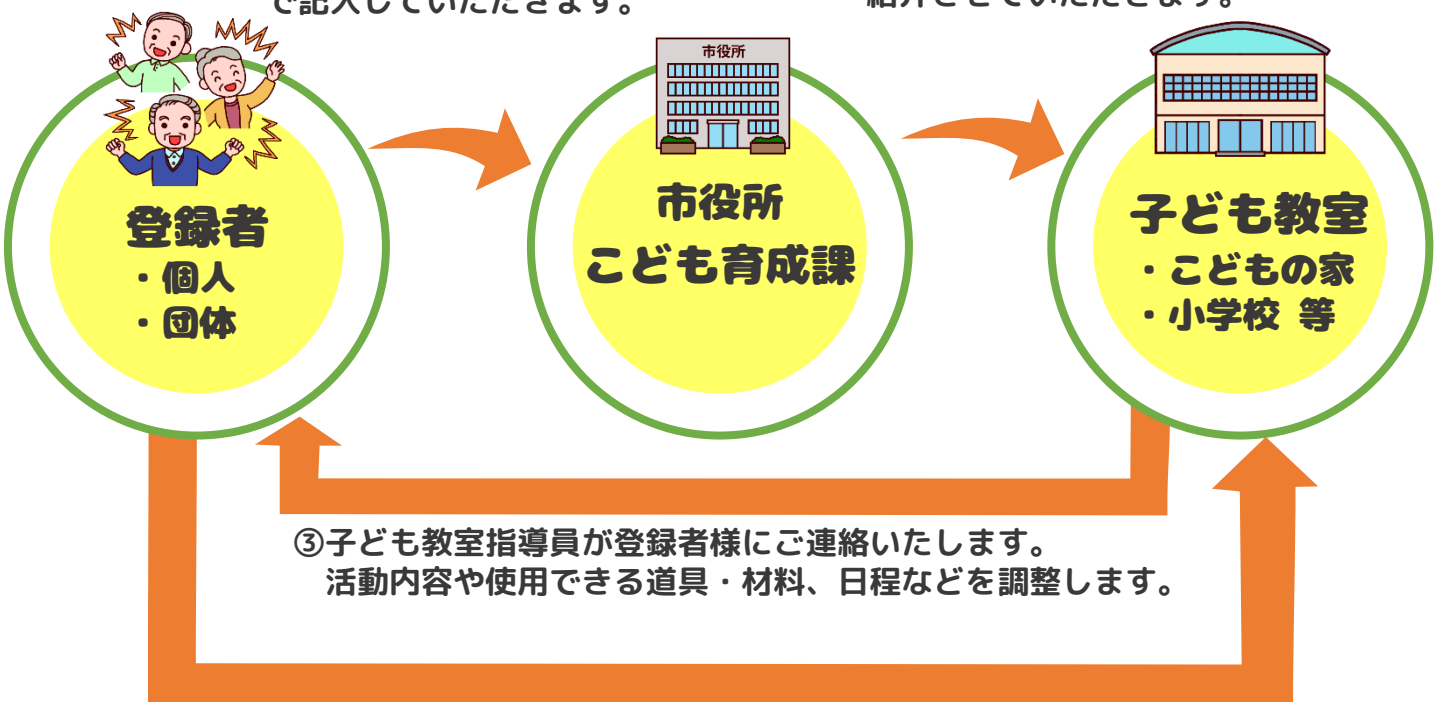 で記入していただきます。
紹介させていただきます。
市役所
登録者
・個人
・団体
市役所
こども育成課
子ども教室
・こどもの家
・小学校 等
③子ども教室指導員が登録者様にご連絡いたします。
活動内容や使用できる道具・材料、日程などを調整します。